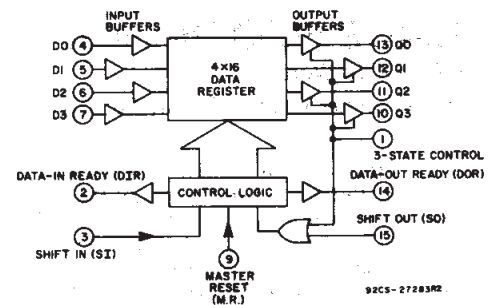 INPUT BUFFERS
OUTPUT BUFFERS
D0 4
D1 5
D2 6
D3 7
4×16 DATA REGISTER
13 Q0
12 Q1
11 Q2
10 Q3
1
3-STATE CONTROL
DATA-IN READY (DIR)
2
CONTROL LOGIC
DATA-OUT READY (DOR)
14
3
SHIFT IN (SI)
9
MASTER RESET (M.R.)
SHIFT OUT (SO)
15
92CS-27283R2